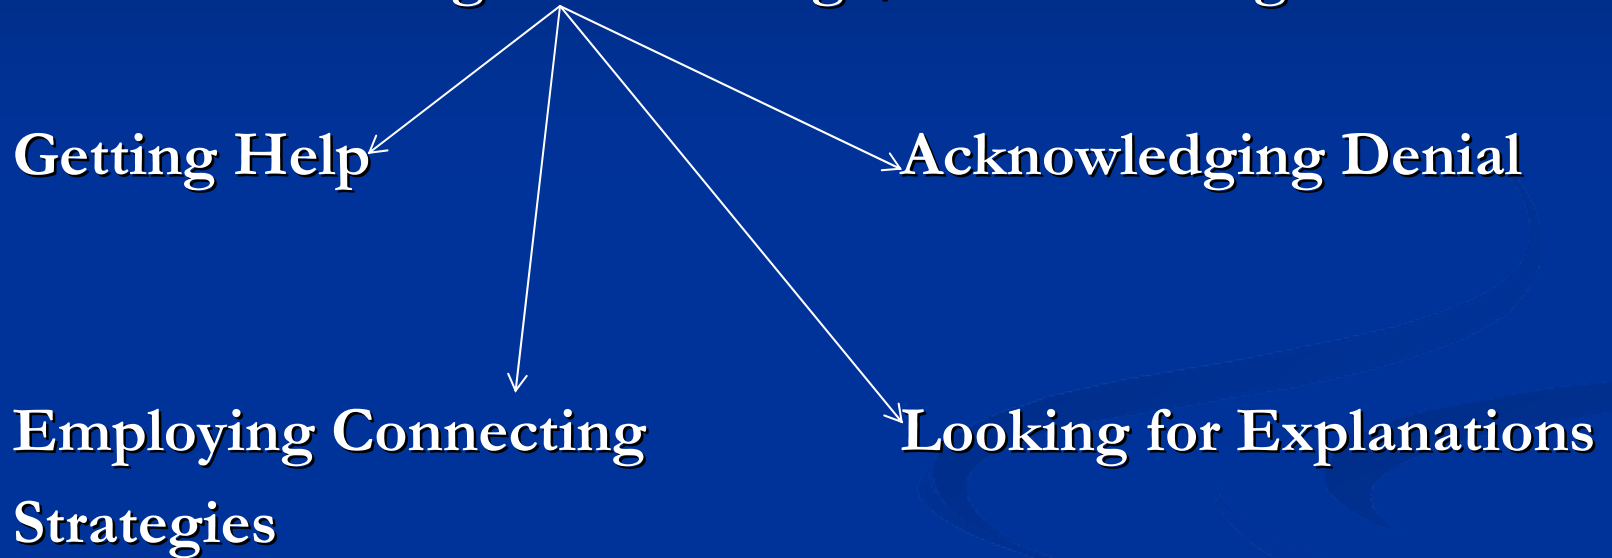 Getting Help
Acknowledging Denial
Employing Connecting
Looking for Explanations
Strategies